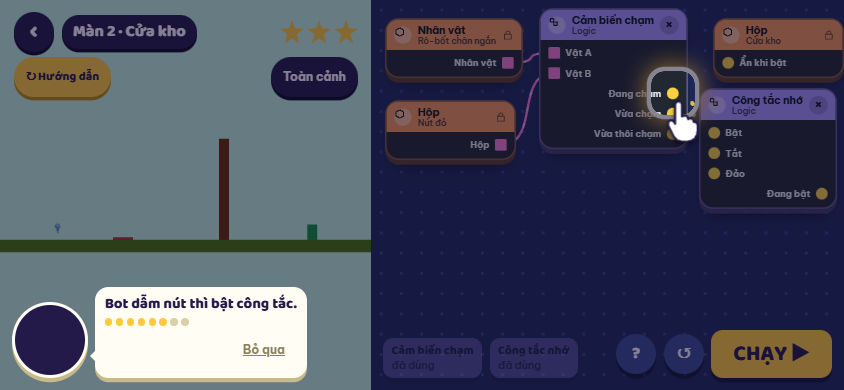 Màn 2 · Cửa kho
↻ Hướng dẫn
Toàn cảnh
Bot dẫm nút thì bật công tắc.
Bỏ qua
Nhân vật
Rô-bốt chân ngắn
Nhân vật
Hộp
Nút đỏ
Hộp
Cảm biến chạm
Logic
Vật A
Vật B
Đang chạm
Vừa chạm
Vừa thôi chạm
Hộp
Cửa kho
Ẩn khi bật
Công tắc nhớ
Logic
Bật
Tắt
Đảo
Đang bật
Cảm biến chạm
đã dùng
Công tắc nhớ
đã dùng
?
CHẠY